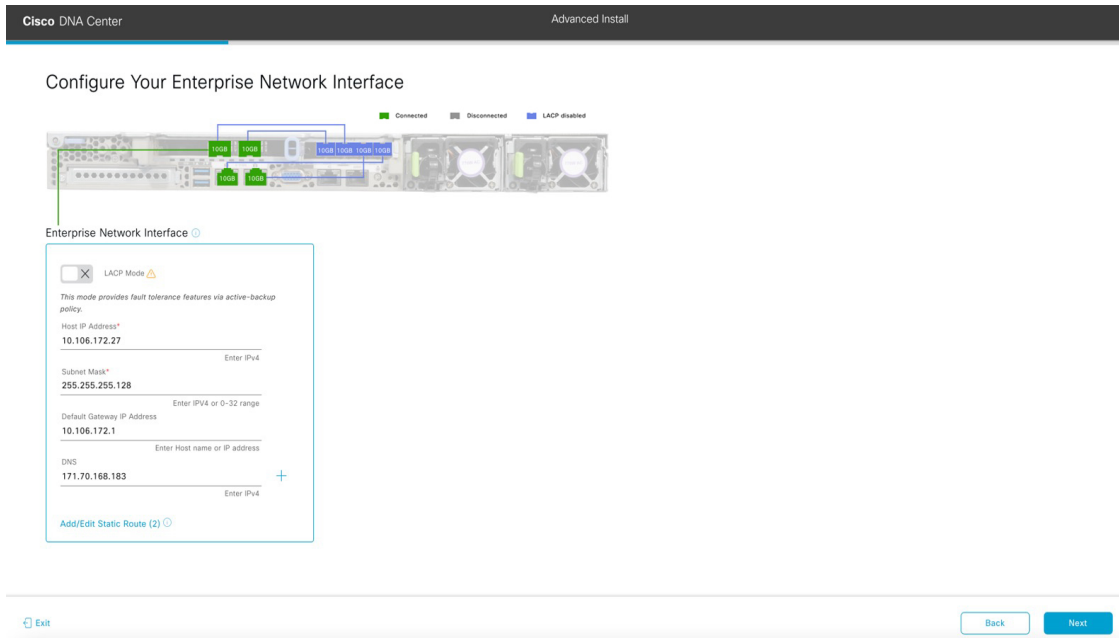 Cisco DNA Center
Advanced Install
Configure Your Enterprise Network Interface
Connected
Disconnected
LACP disabled
10GB 10GB
10GB 10GB 10GB 10GB
10GB 10GB
Enterprise Network Interface
LACP Mode
This mode provides fault tolerance features via active-backup
policy.
Host IP Address*
10.106.172.27
Enter IPv4
Subnet Mask*
255.255.255.128
Enter IPV4 or 0-32 range
Default Gateway IP Address
10.106.172.1
Enter Host name or IP address
DNS
171.70.168.183
Enter IPv4
Add/Edit Static Route (2)
Exit
Back
Next